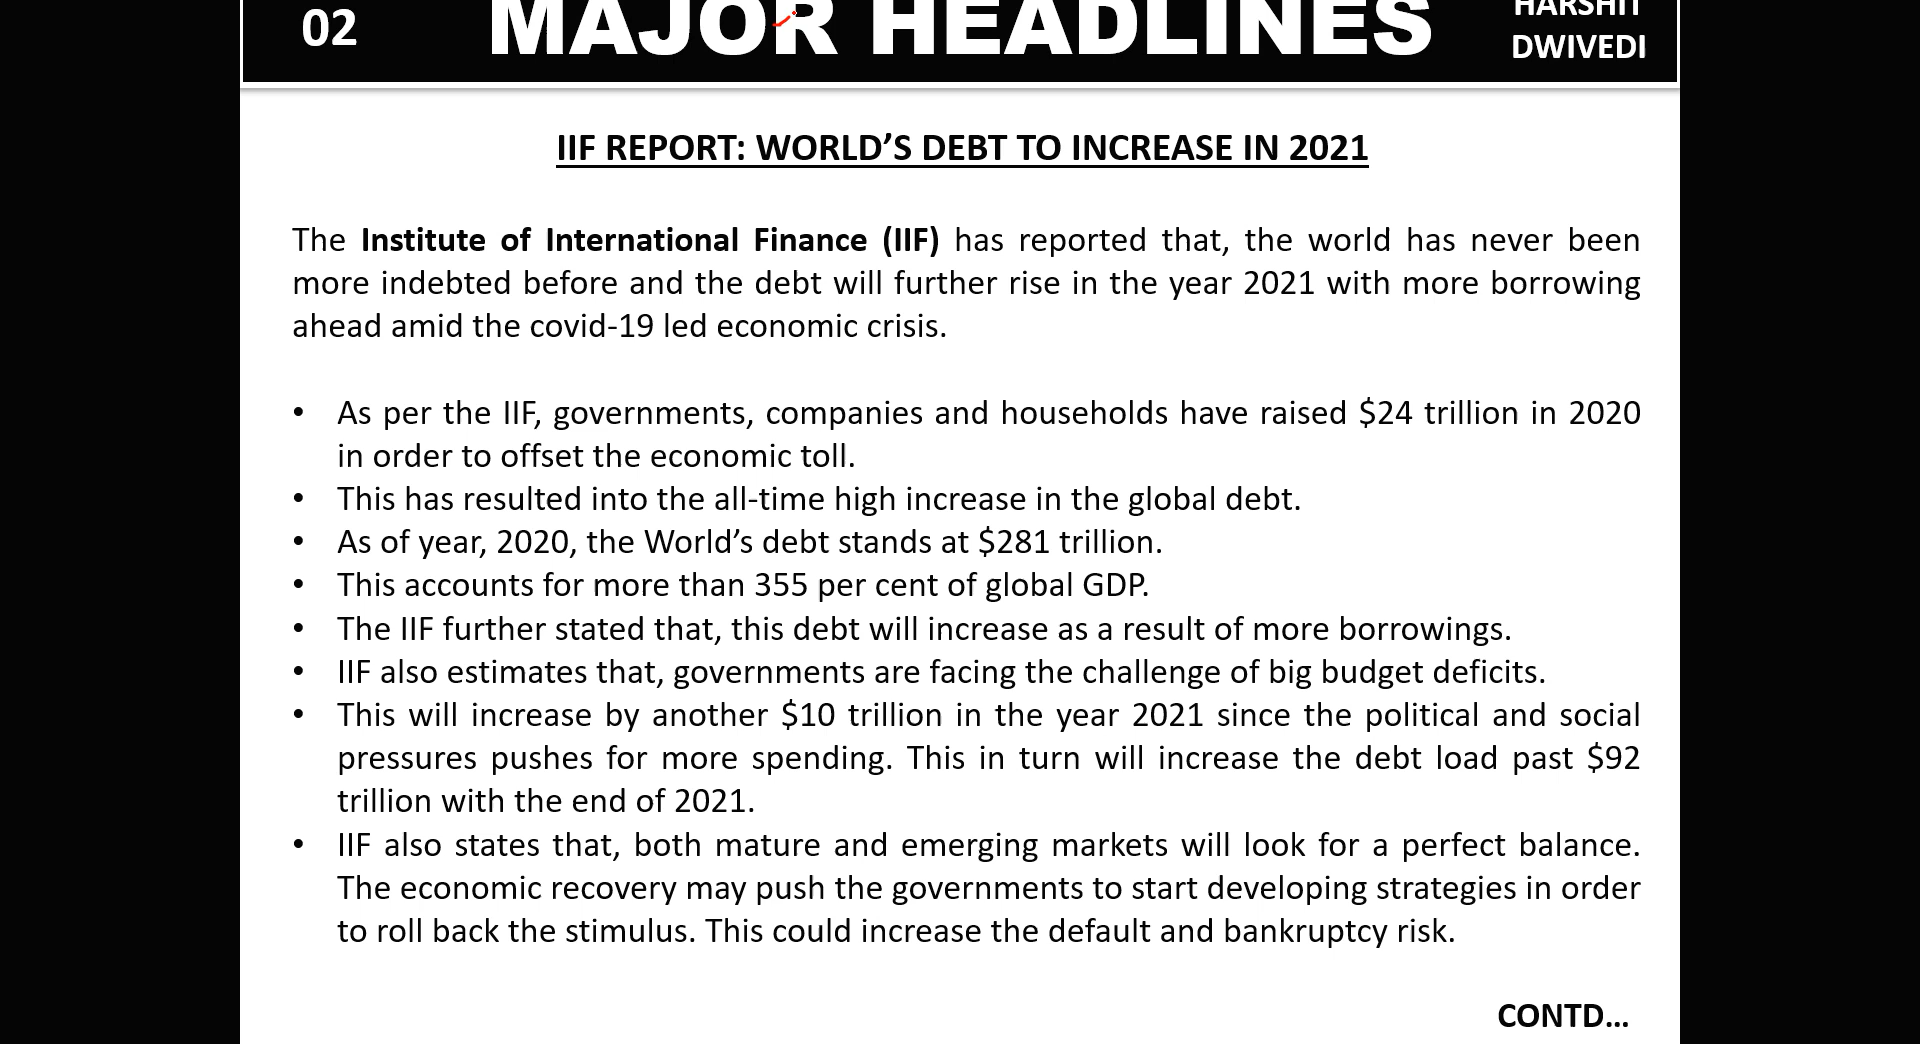 02
MAJOR HEADLINES
HARSHIT
DWIVEDI
IIF REPORT: WORLD’S DEBT TO INCREASE IN 2021
The Institute of International Finance (IIF) has reported that, the world has never been
more indebted before and the debt will further rise in the year 2021 with more borrowing
ahead amid the covid-19 led economic crisis.
• As per the IIF, governments, companies and households have raised $24 trillion in 2020
in order to offset the economic toll.
• This has resulted into the all-time high increase in the global debt.
• As of year, 2020, the World’s debt stands at $281 trillion.
• This accounts for more than 355 per cent of global GDP.
• The IIF further stated that, this debt will increase as a result of more borrowings.
• IIF also estimates that, governments are facing the challenge of big budget deficits.
• This will increase by another $10 trillion in the year 2021 since the political and social
pressures pushes for more spending. This in turn will increase the debt load past $92
trillion with the end of 2021.
• IIF also states that, both mature and emerging markets will look for a perfect balance.
The economic recovery may push the governments to start developing strategies in order
to roll back the stimulus. This could increase the default and bankruptcy risk.
CONTD...